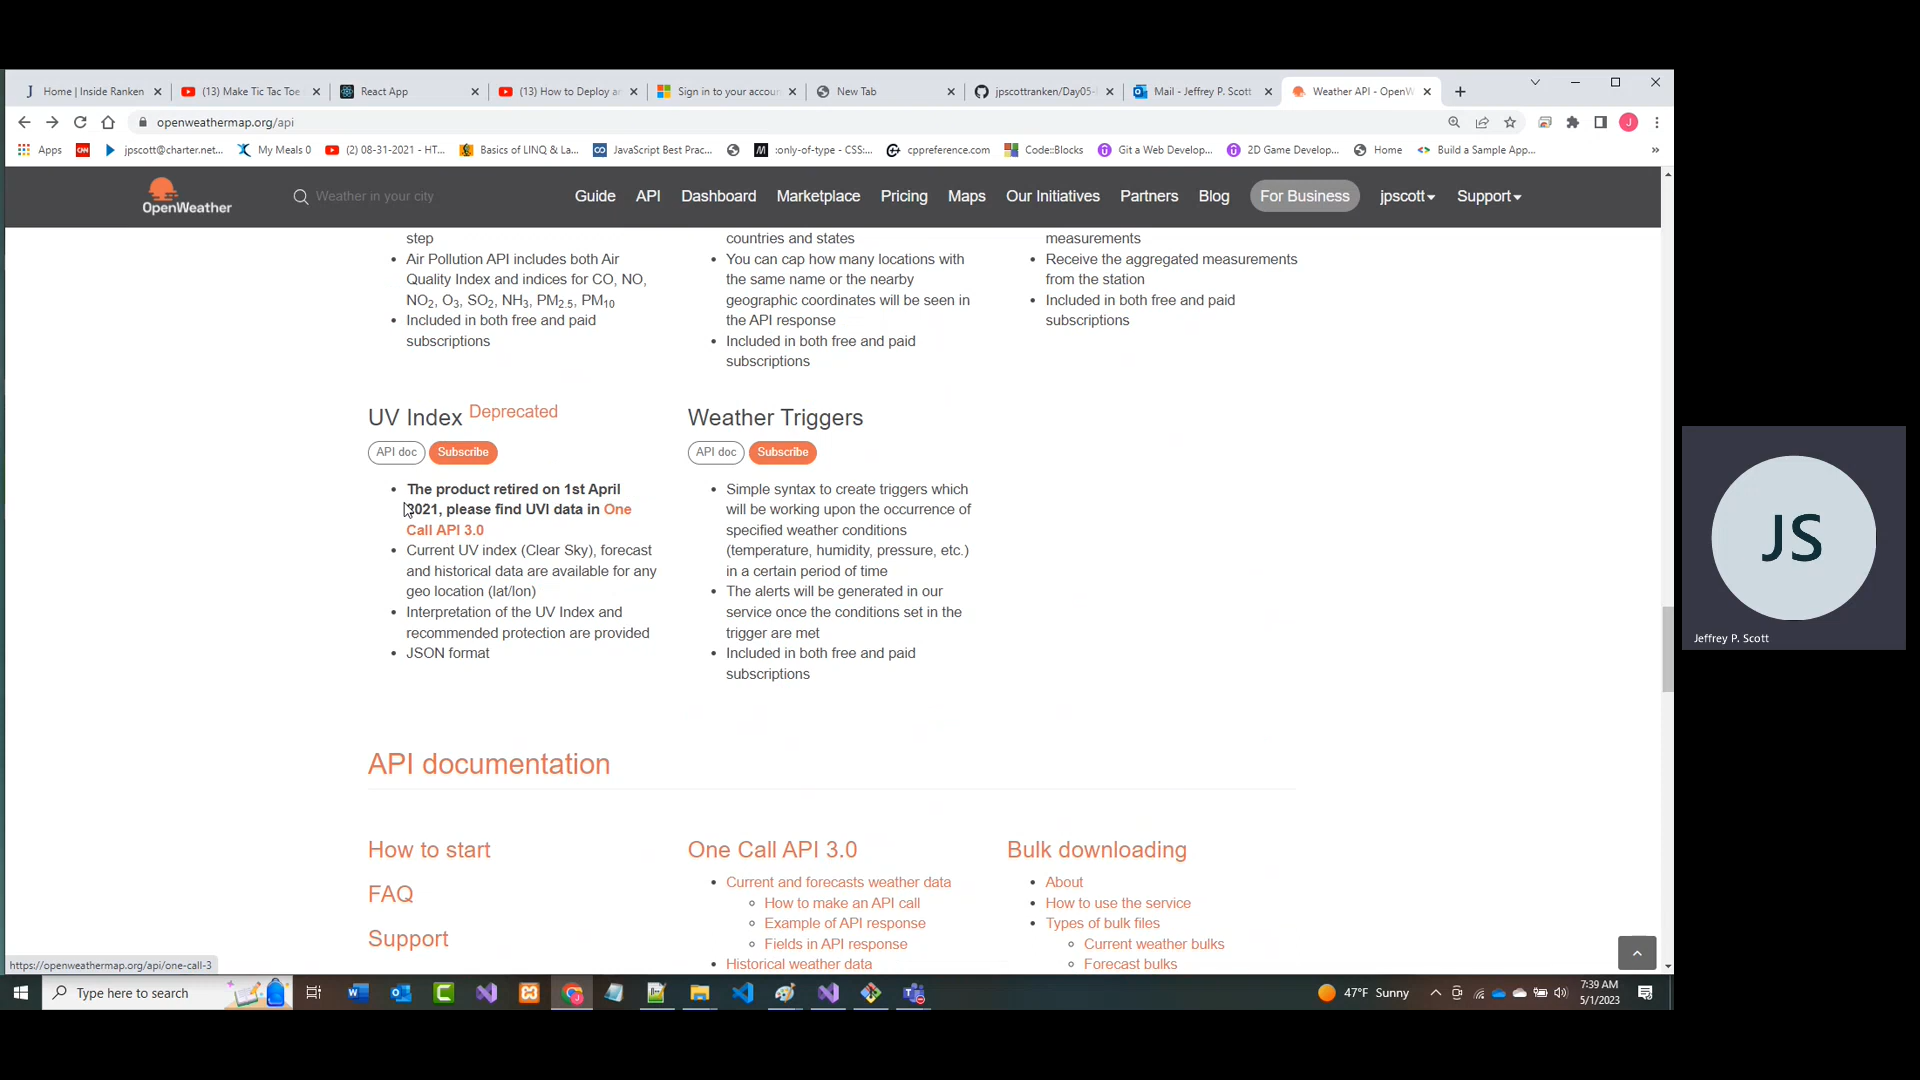 Home | Inside Ranken
(13) Make Tic Tac Toe
React App
(13) How to Deploy a
Sign in to your accou
New Tab
jpscottranken/Day05-
Mail - Jeffrey P. Scott
Weather API - OpenW
openweathermap.org/api
J
Apps
CNN
jpscott@charter.net...
My Meals 0
(2) 08-31-2021 - HT...
Basics of LINQ & La...
JavaScript Best Prac...
:only-of-type - CSS:...
cppreference.com
Code::Blocks
Git a Web Develop...
2D Game Develop...
Home
Build a Sample App...
»
OpenWeather
Weather in your city
Guide
API
Dashboard
Marketplace
Pricing
Maps
Our Initiatives
Partners
Blog
For Business
jpscott
Support
step
• Air Pollution API includes both Air
Quality Index and indices for CO, NO,
NO₂, O₃, SO₂, NH₃, PM₂.₅, PM₁₀
• Included in both free and paid
subscriptions
countries and states
• You can cap how many locations with
the same name or the nearby
geographic coordinates will be seen in
the API response
• Included in both free and paid
subscriptions
measurements
• Receive the aggregated measurements
from the station
• Included in both free and paid
subscriptions
UV Index Deprecated
API doc
Subscribe
• The product retired on 1st April
2021, please find UVI data in One
Call API 3.0
• Current UV index (Clear Sky), forecast
and historical data are available for any
geo location (lat/lon)
• Interpretation of the UV Index and
recommended protection are provided
• JSON format
Weather Triggers
API doc
Subscribe
• Simple syntax to create triggers which
will be working upon the occurrence of
specified weather conditions
(temperature, humidity, pressure, etc.)
in a certain period of time
• The alerts will be generated in our
service once the conditions set in the
trigger are met
• Included in both free and paid
subscriptions
API documentation
How to start
FAQ
Support
One Call API 3.0
• Current and forecasts weather data
How to make an API call
Example of API response
Fields in API response
• Historical weather data
Bulk downloading
• About
• How to use the service
• Types of bulk files
Current weather bulks
Forecast bulks
https://openweathermap.org/api/one-call-3
Type here to search
47°F Sunny
7:39 AM
5/1/2023
JS
Jeffrey P. Scott